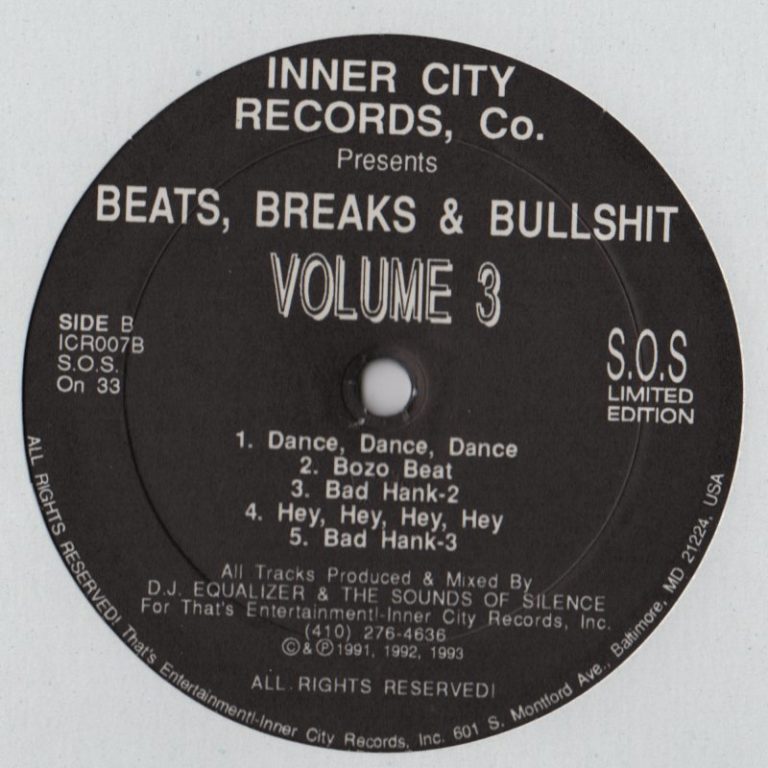 INNER CITY
RECORDS, Co.
Presents
BEATS, BREAKS & BULLSHIT
VOLUME 3
SIDE B
ICR007B
S.O.S.
On 33
S.O.S
LIMITED
EDITION
1. Dance, Dance, Dance
2. Bozo Beat
3. Bad Hank-2
4. Hey, Hey, Hey, Hey
5. Bad Hank-3
All Tracks Produced & Mixed By
D.J. EQUALIZER & THE SOUNDS OF SILENCE
For That's Entertainment!-Inner City Records, Inc.
(410) 276-4636
©&℗1991, 1992, 1993
ALL RIGHTS RESERVED!
ALL RIGHTS RESERVED! That's Entertainment!-Inner City Records, Inc. 601 S. Montford Ave., Baltimore, MD 21224, USA